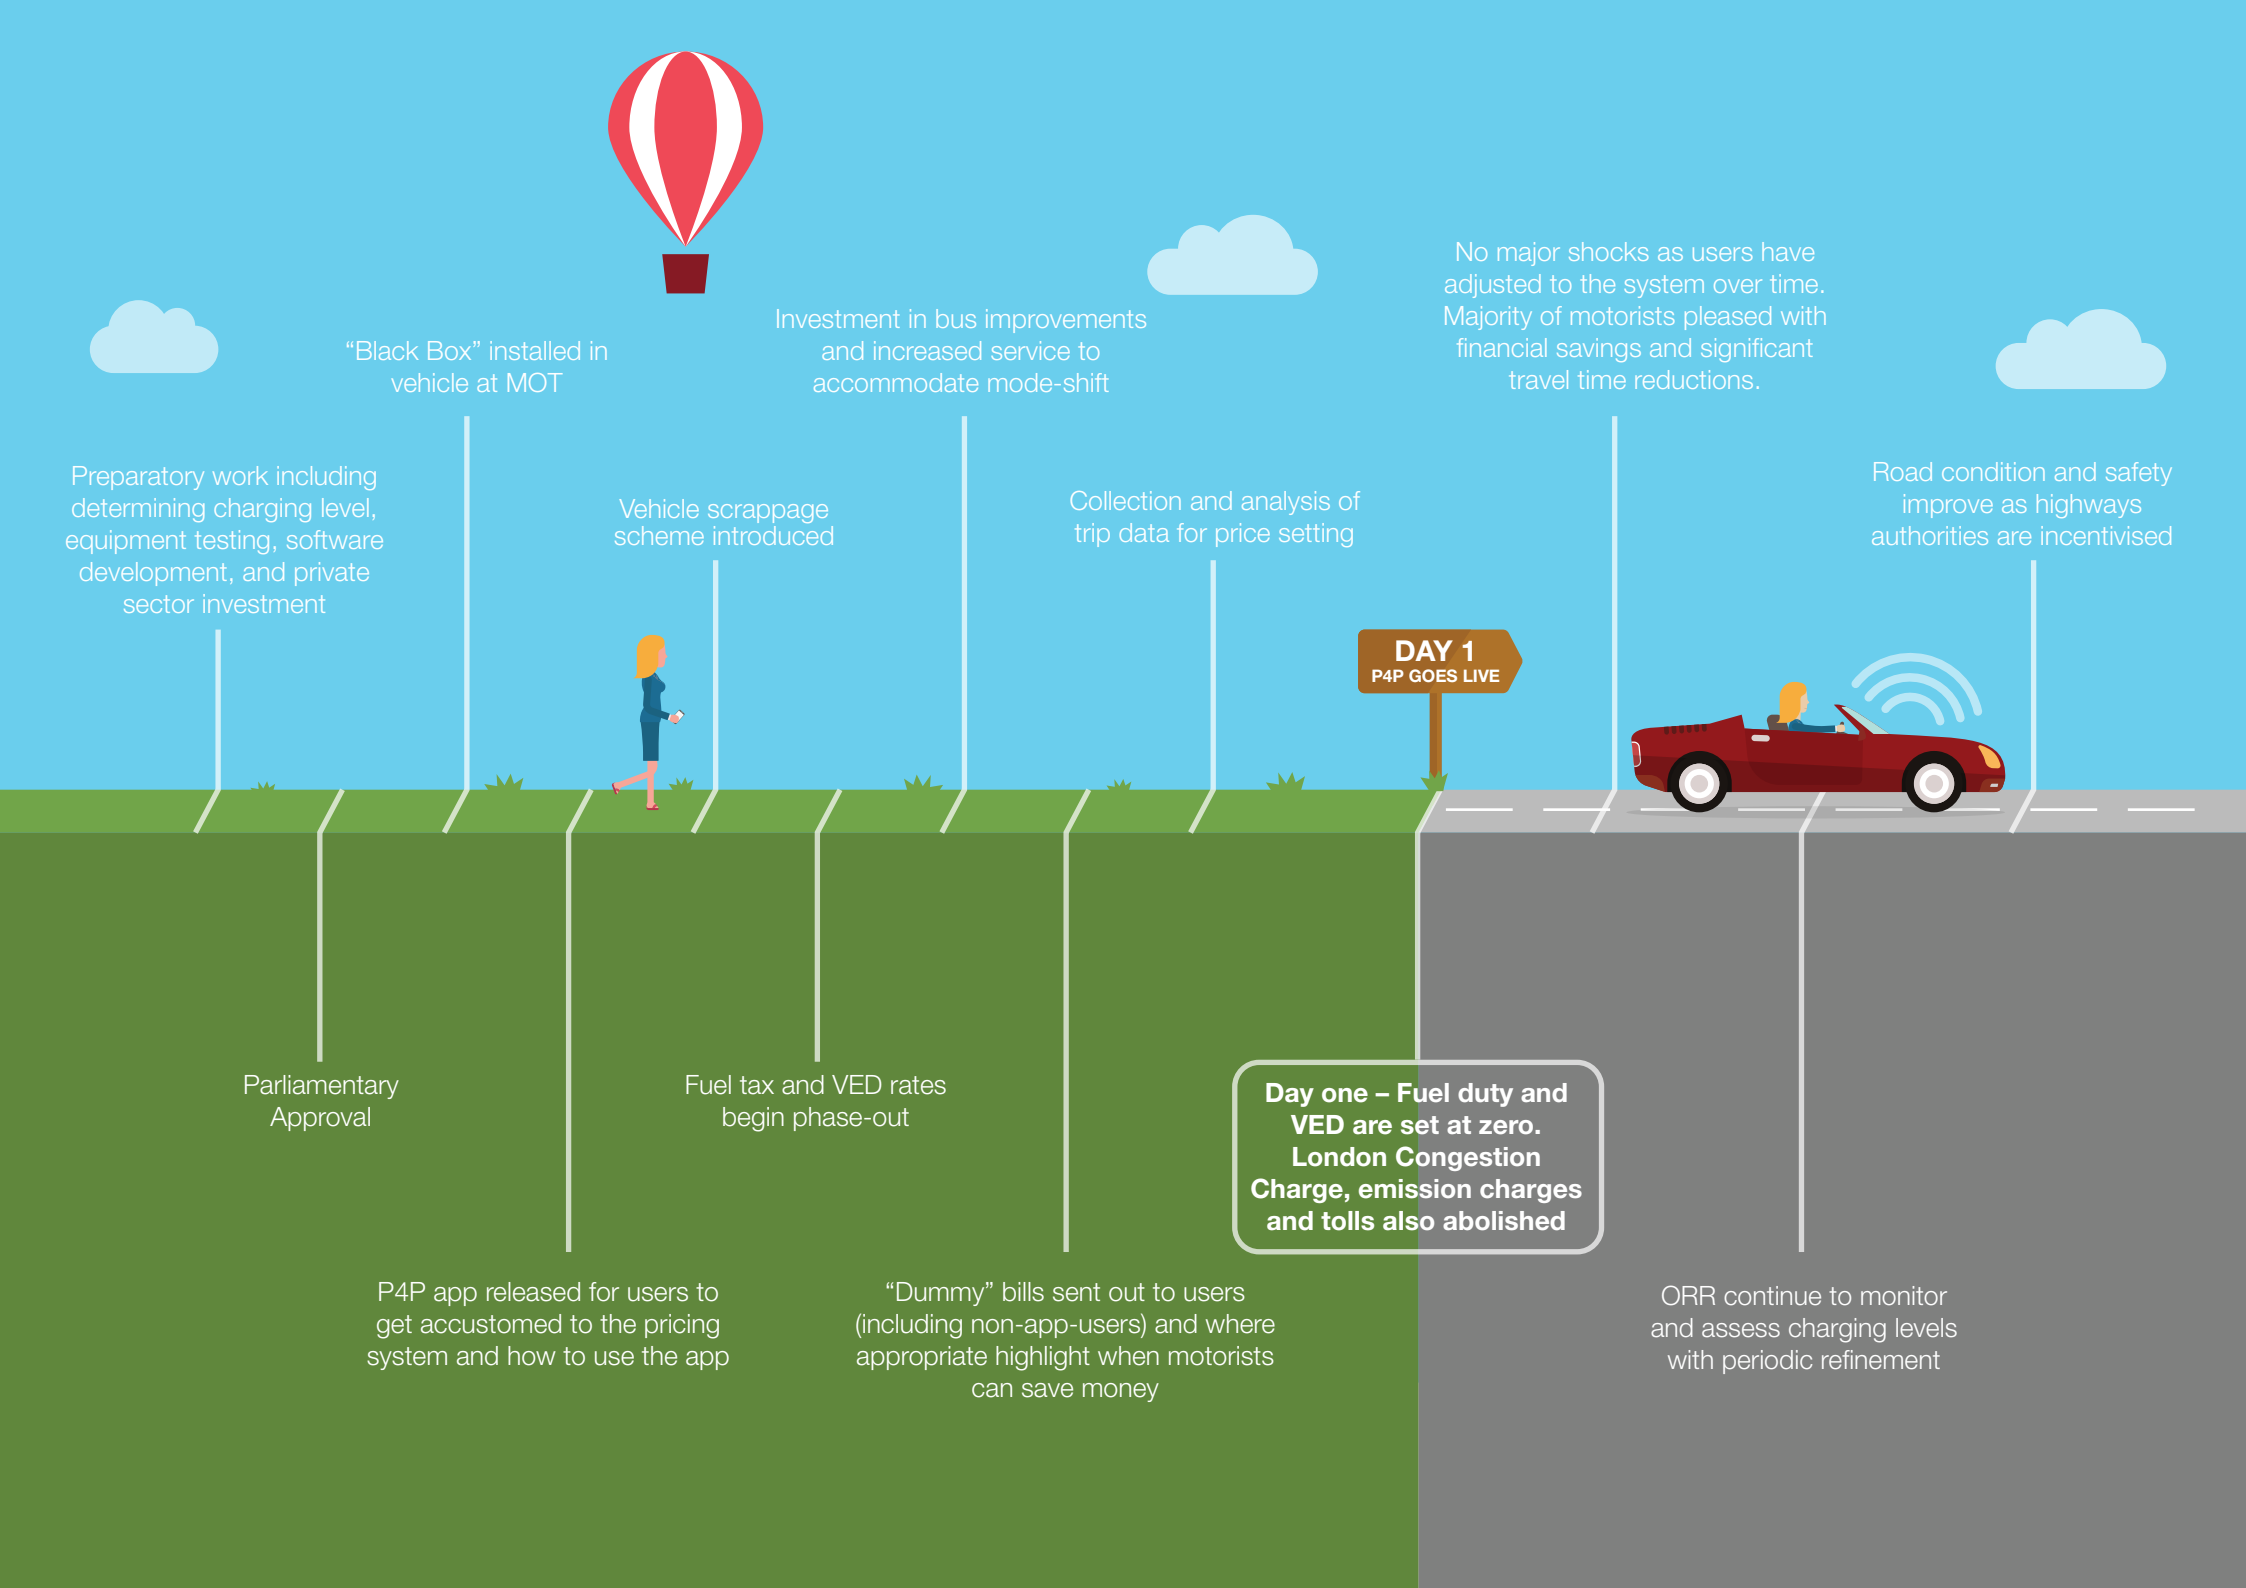 Preparatory work including
determining charging level,
equipment testing, software
development, and private
sector investment
Parliamentary
Approval
“Black Box” installed in
vehicle at MOT
P4P app released for users to
get accustomed to the pricing
system and how to use the app
Vehicle scrappage
scheme introduced
Fuel tax and VED rates
begin phase-out
Investment in bus improvements
and increased service to
accommodate mode-shift
“Dummy” bills sent out to users
(including non-app-users) and where
appropriate highlight when motorists
can save money
Collection and analysis of
trip data for price setting
DAY 1
P4P GOES LIVE
Day one – Fuel duty and
VED are set at zero.
London Congestion
Charge, emission charges
and tolls also abolished
No major shocks as users have
adjusted to the system over time.
Majority of motorists pleased with
financial savings and significant
travel time reductions.
ORR continue to monitor
and assess charging levels
with periodic refinement
Road condition and safety
improve as highways
authorities are incentivised